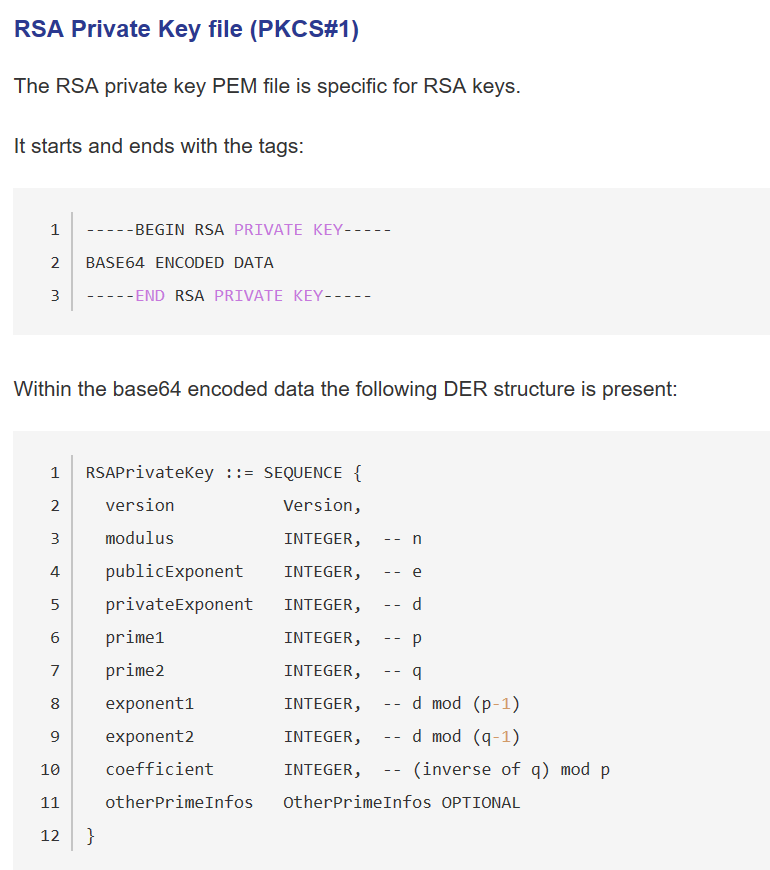 RSA Private Key file (PKCS#1)
The RSA private key PEM file is specific for RSA keys.
It starts and ends with the tags:
1 -----BEGIN RSA PRIVATE KEY-----
2 BASE64 ENCODED DATA
3 -----END RSA PRIVATE KEY-----
Within the base64 encoded data the following DER structure is present:
1 RSAPrivateKey ::= SEQUENCE {
2   version           Version,
3   modulus           INTEGER,  -- n
4   publicExponent    INTEGER,  -- e
5   privateExponent   INTEGER,  -- d
6   prime1            INTEGER,  -- p
7   prime2            INTEGER,  -- q
8   exponent1         INTEGER,  -- d mod (p-1)
9   exponent2         INTEGER,  -- d mod (q-1)
10   coefficient       INTEGER,  -- (inverse of q) mod p
11   otherPrimeInfos   OtherPrimeInfos OPTIONAL
12 }